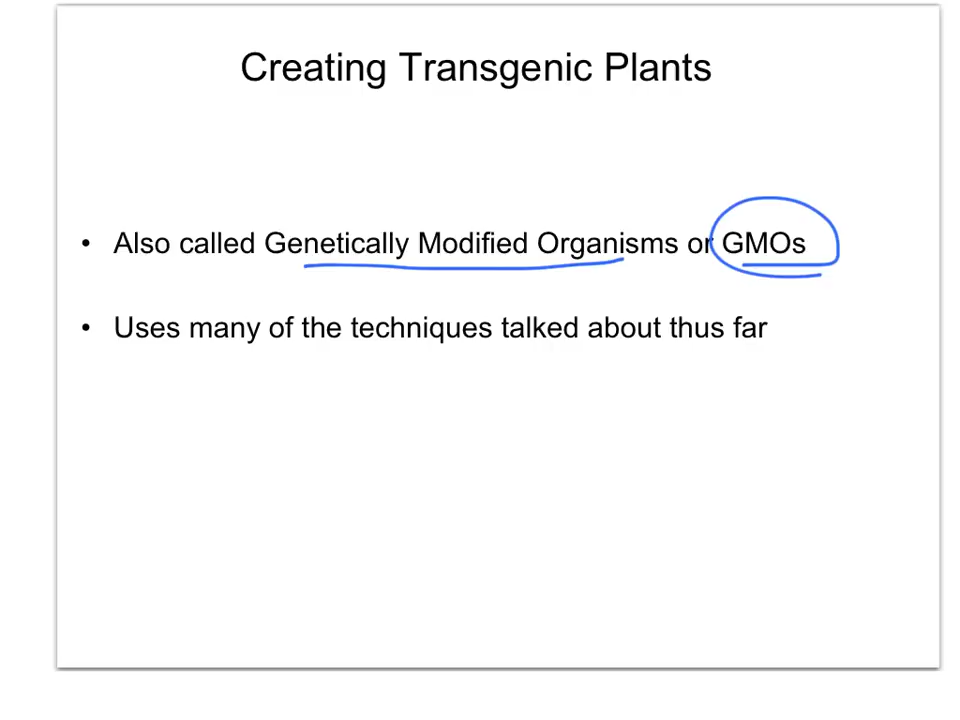 Creating Transgenic Plants
• Also called Genetically Modified Organisms or GMOs
• Uses many of the techniques talked about thus far